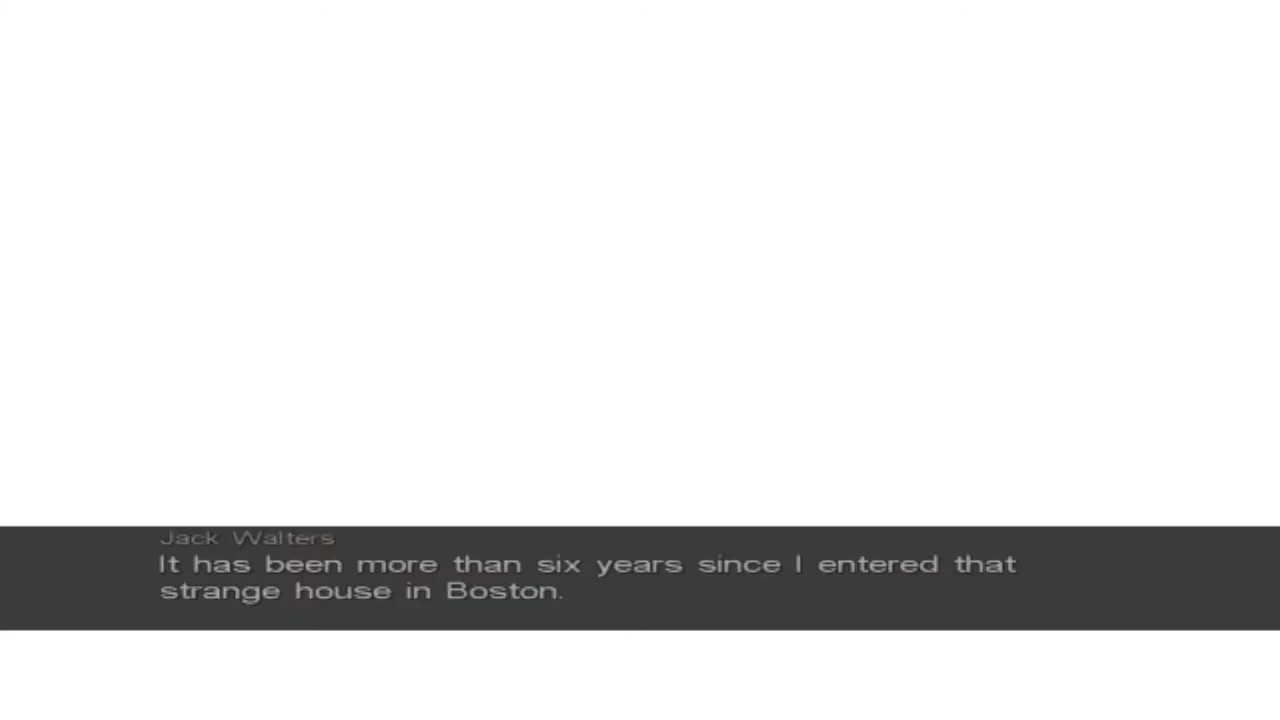 Jack Walters
It has been more than six years since I entered that
strange house in Boston.